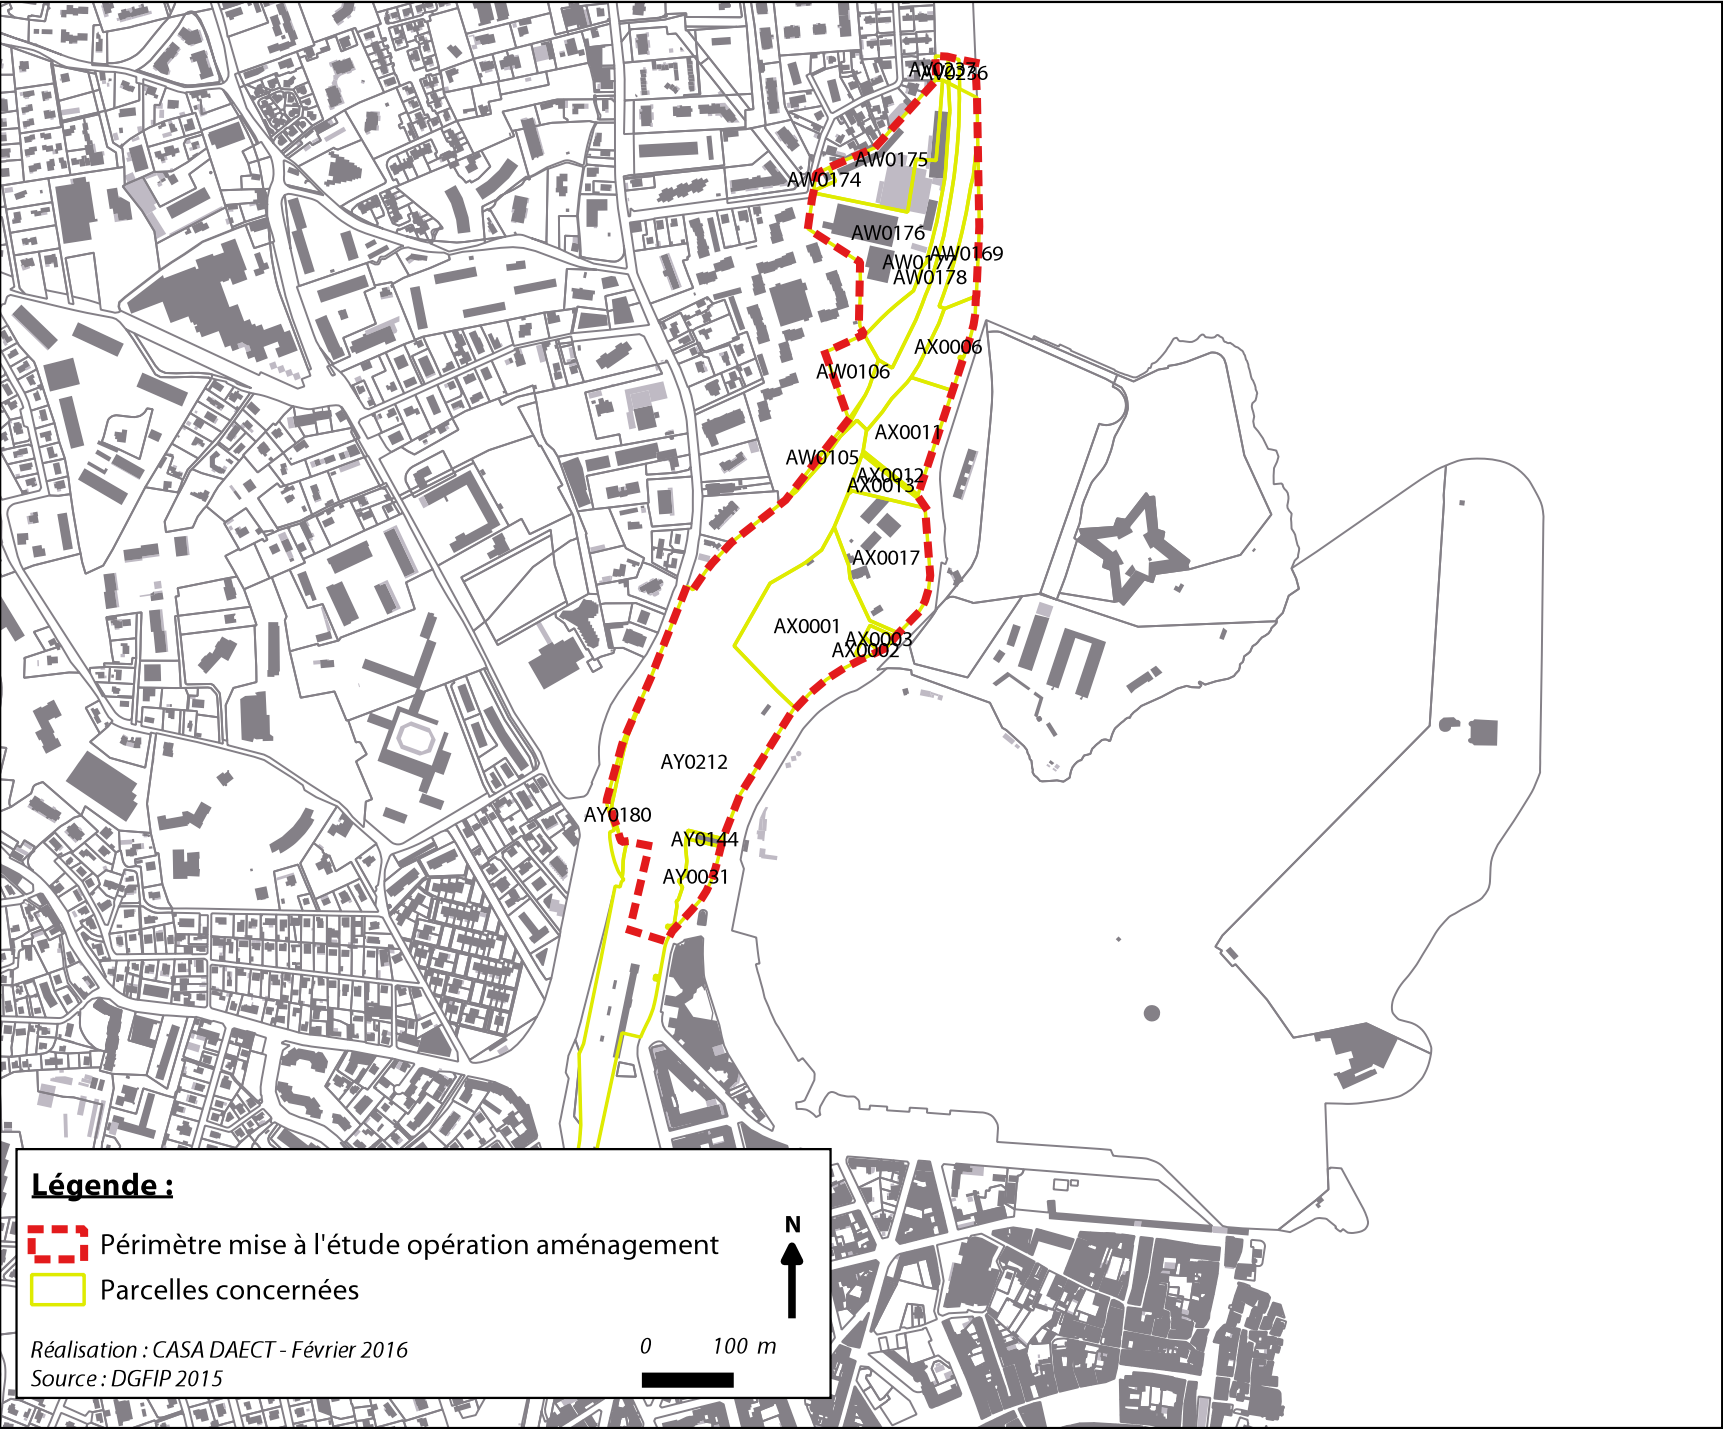 AW0237
AW0236
AW0175
AW0174
AW0176
AW0169
AW0177
AW0178
AX0006
AW0106
AX0011
AW0105
AX0012
AX0013
AX0017
AX0001
AX0003
AX0002
AY0212
AY0180
AY0144
AY0031
Légende :
Périmètre mise à l'étude opération aménagement
Parcelles concernées
N
Réalisation : CASA DAECT - Février 2016
Source : DGFIP 2015
0 100 m